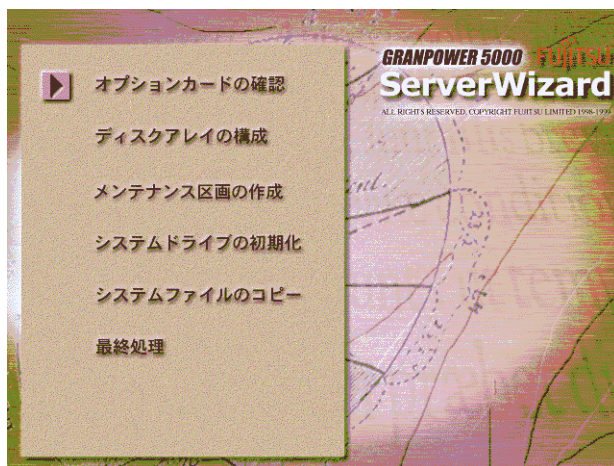 オプションカードの確認
ディスクアレイの構成
メンテナンス区画の作成
システムドライブの初期化
システムファイルのコピー
最終処理
GRANPOWER 5000 FUJITSU
ServerWizard
ALL RIGHTS RESERVED, COPYRIGHT FUJITSU LIMITED 1998-1999